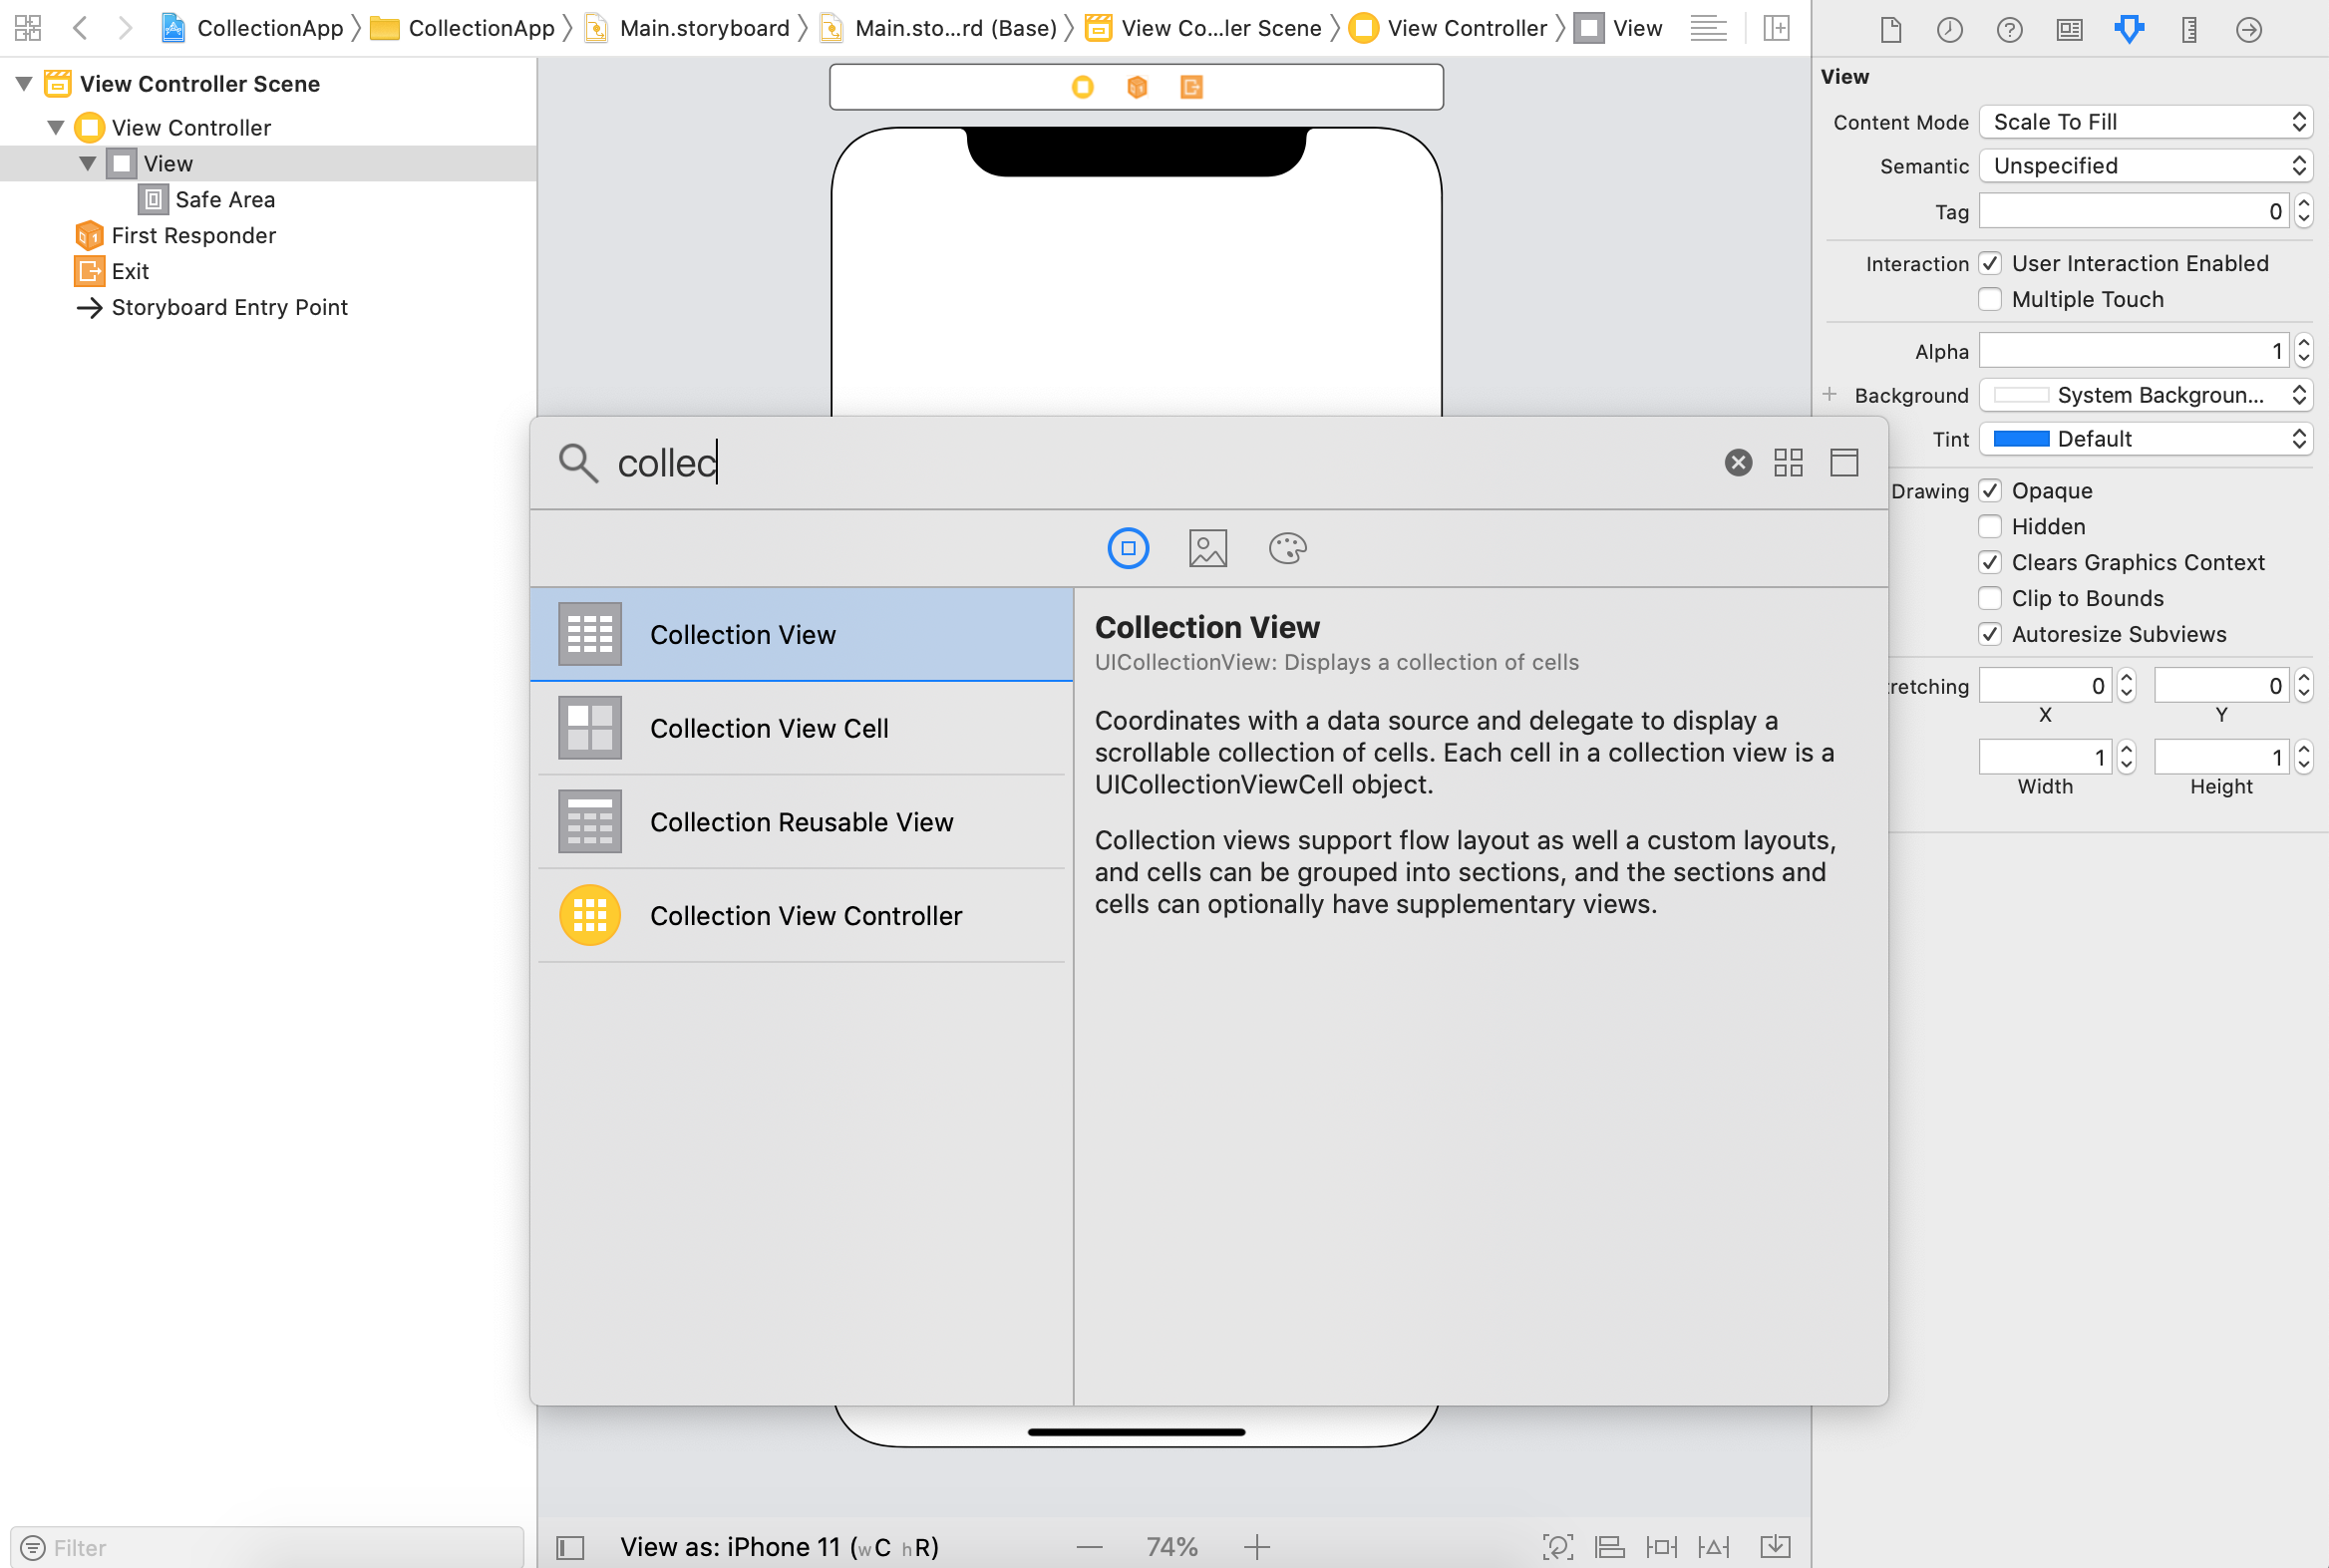 CollectionApp CollectionApp Main.storyboard Main.sto...rd (Base) View Co...ler Scene View Controller View
View Controller Scene
View Controller
View
Safe Area
First Responder
Exit
Storyboard Entry Point
Filter
collec
Collection View
Collection View Cell
Collection Reusable View
Collection View Controller
Collection View
UICollectionView: Displays a collection of cells
Coordinates with a data source and delegate to display a
scrollable collection of cells. Each cell in a collection view is a
UICollectionViewCell object.
Collection views support flow layout as well a custom layouts,
and cells can be grouped into sections, and the sections and
cells can optionally have supplementary views.
View as: iPhone 11 (wC hR)
74%
View
Content Mode Scale To Fill
Semantic Unspecified
Tag 0
Interaction User Interaction Enabled
Multiple Touch
Alpha 1
Background System Backgroun...
Tint Default
Drawing Opaque
Hidden
Clears Graphics Context
Clip to Bounds
Autoresize Subviews
retching 0 0
X Y
1 1
Width Height